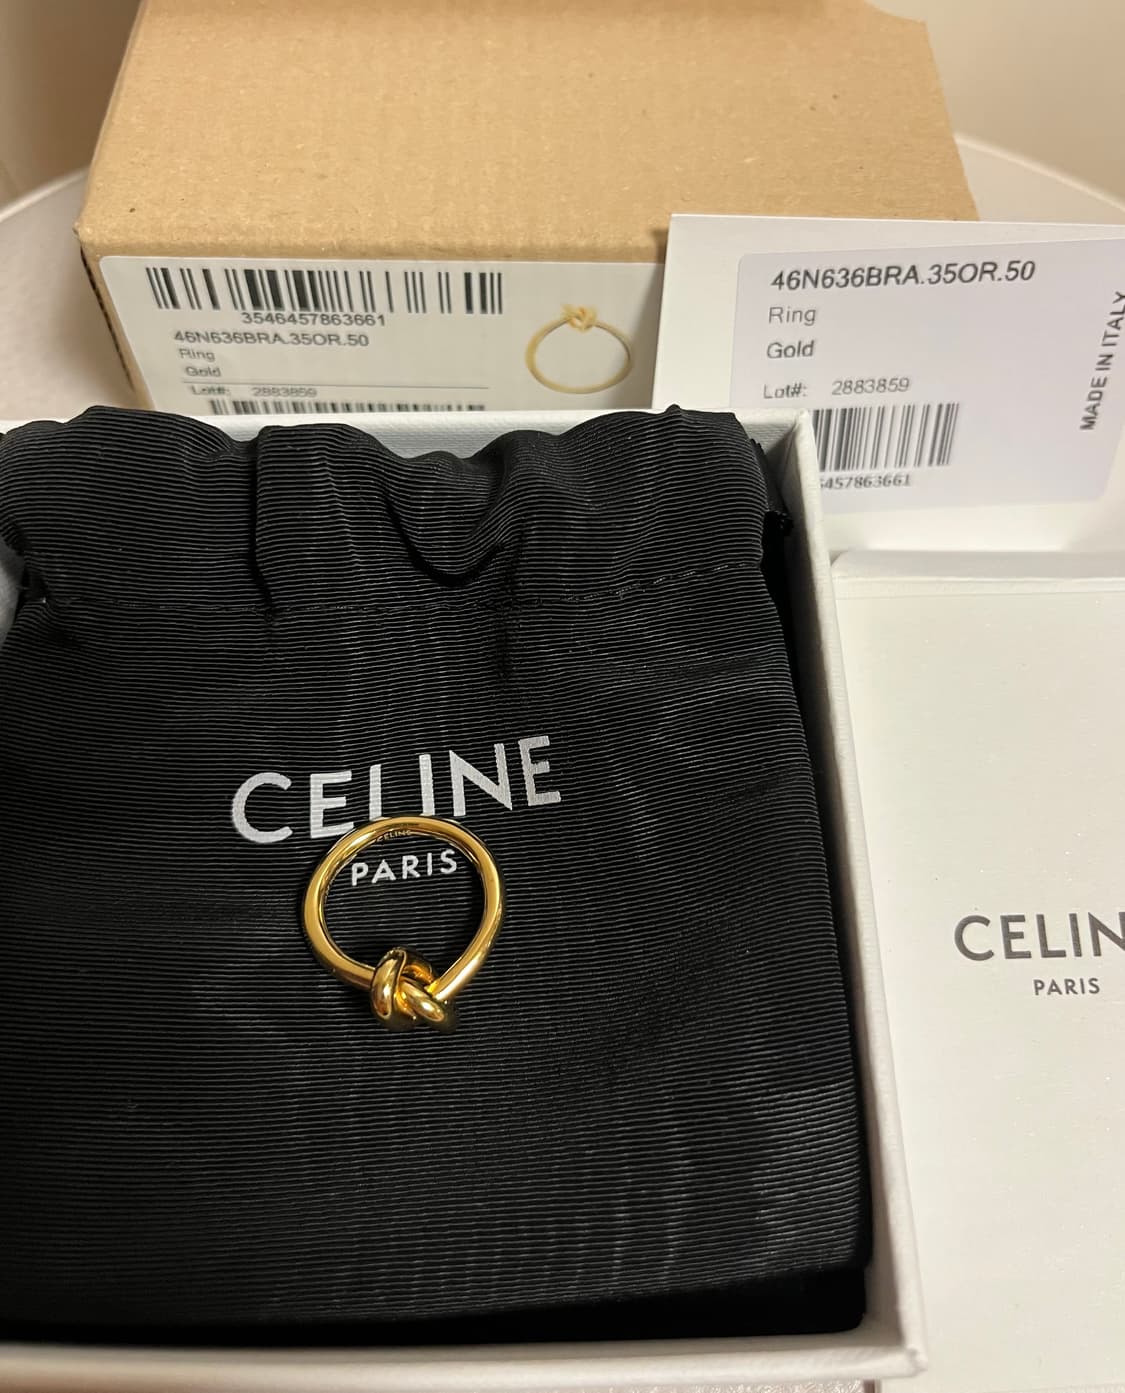 3546457863661
46N636BRA.35OR.50
Ring
Gold
Lot#: 2883859
46N636BRA.35OR.50
Ring
Gold
Lot#: 2883859
457863661
MADE IN ITALY
CELINE
PARIS
CELINE
CELIN
PARIS